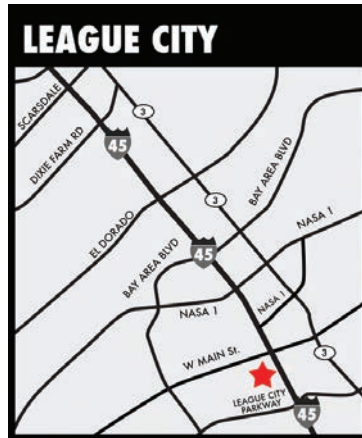 LEAGUE CITY
SCARSDALE
3
DIXIE FARM RD
45
BAY AREA BLVD
3
EL DORADO
NASA 1
BAY AREA BLVD
45
NASA 1
NASA 1
W MAIN St.
3
LEAGUE CITY
PARKWAY
45